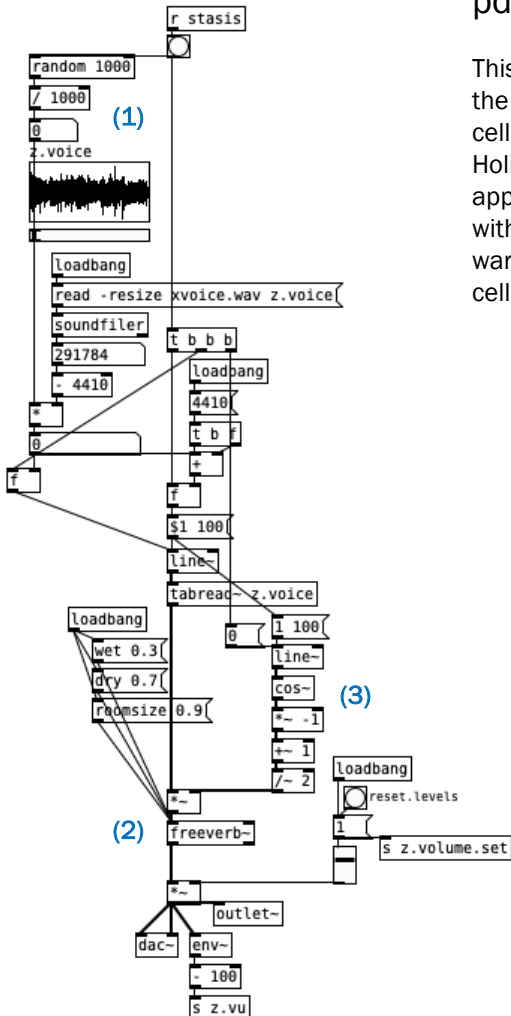 r stasis
pd
random 1000
/ 1000
(1)
0
z.voice
This
the
cell
Holi
app
with
war
cell
loadbang
read -resize xvoice.wav z.voice
soundfiler
291784
- 4410
t b b b
loadbang
4410
t b f
*
0
+
f
f
$1 100
line~
tabread~ z.voice
loadbang
wet 0.3
dry 0.7
roomsize 0.9
0
1 100
line~
cos~
(3)
*~ -1
+~ 1
/~ 2
loadbang
reset.levels
*~
(2)
freeverb~
1
s z.volume.set
*~
outlet~
dac~
env~
- 100
s z.vu